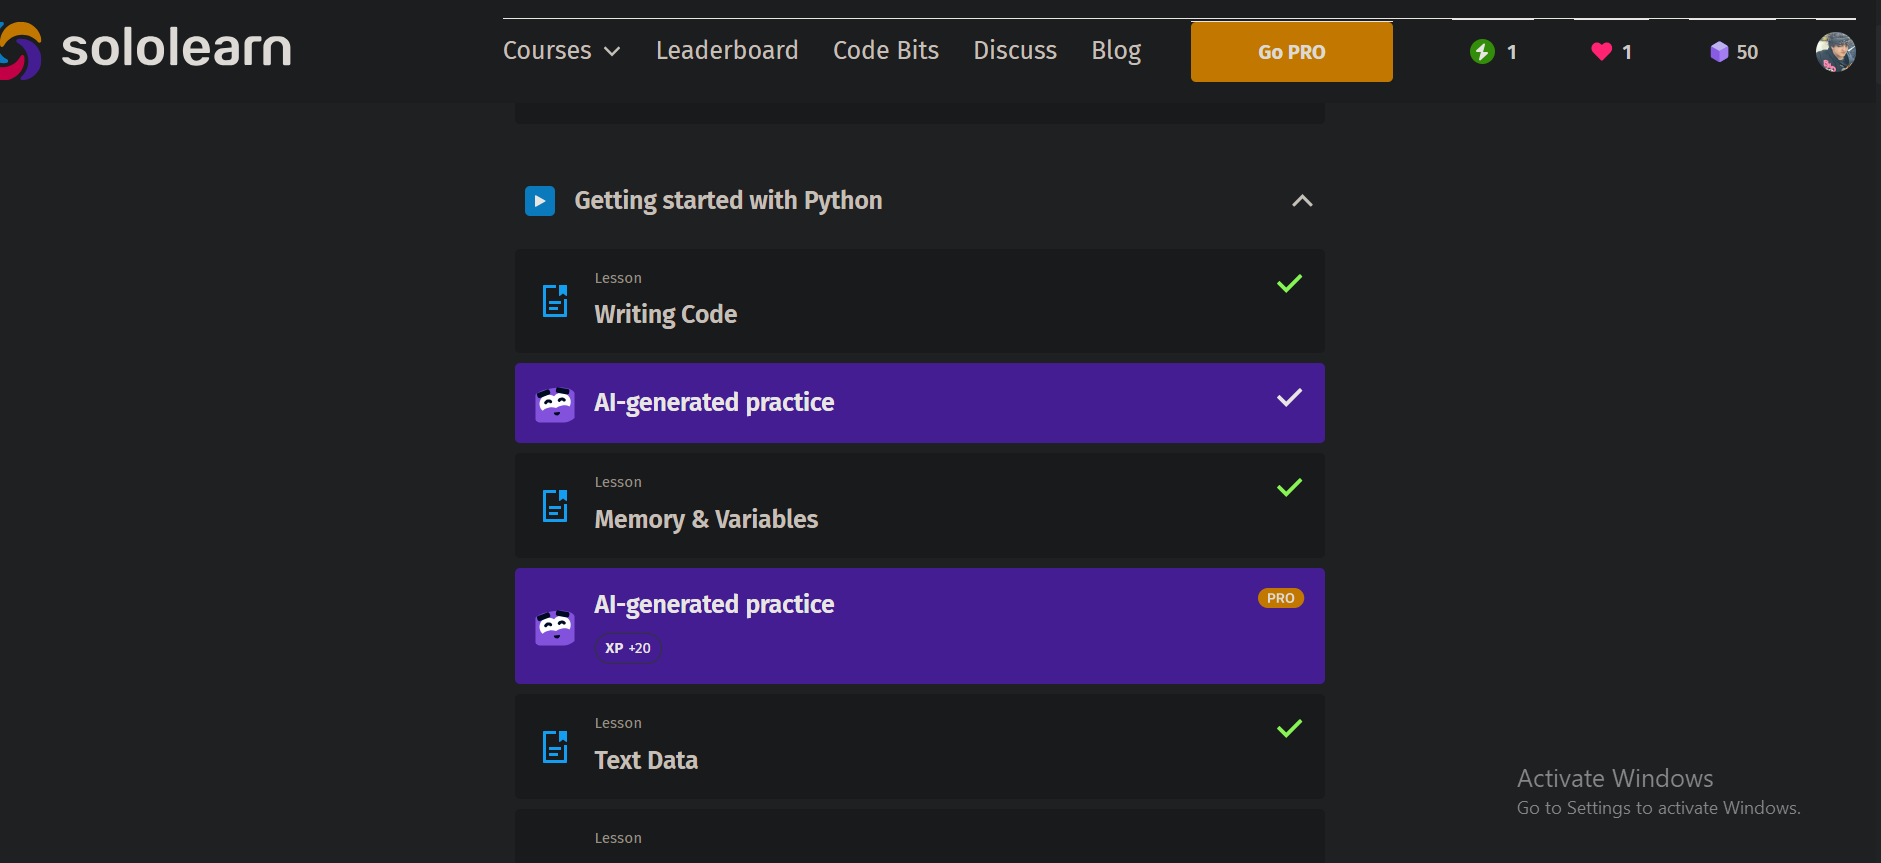 sololearn
Courses Leaderboard Code Bits Discuss Blog Go PRO 1 1 50
Getting started with Python
Lesson
Writing Code
AI-generated practice
Lesson
Memory & Variables
AI-generated practice PRO
XP +20
Lesson
Text Data
Activate Windows
Go to Settings to activate Windows.
Lesson